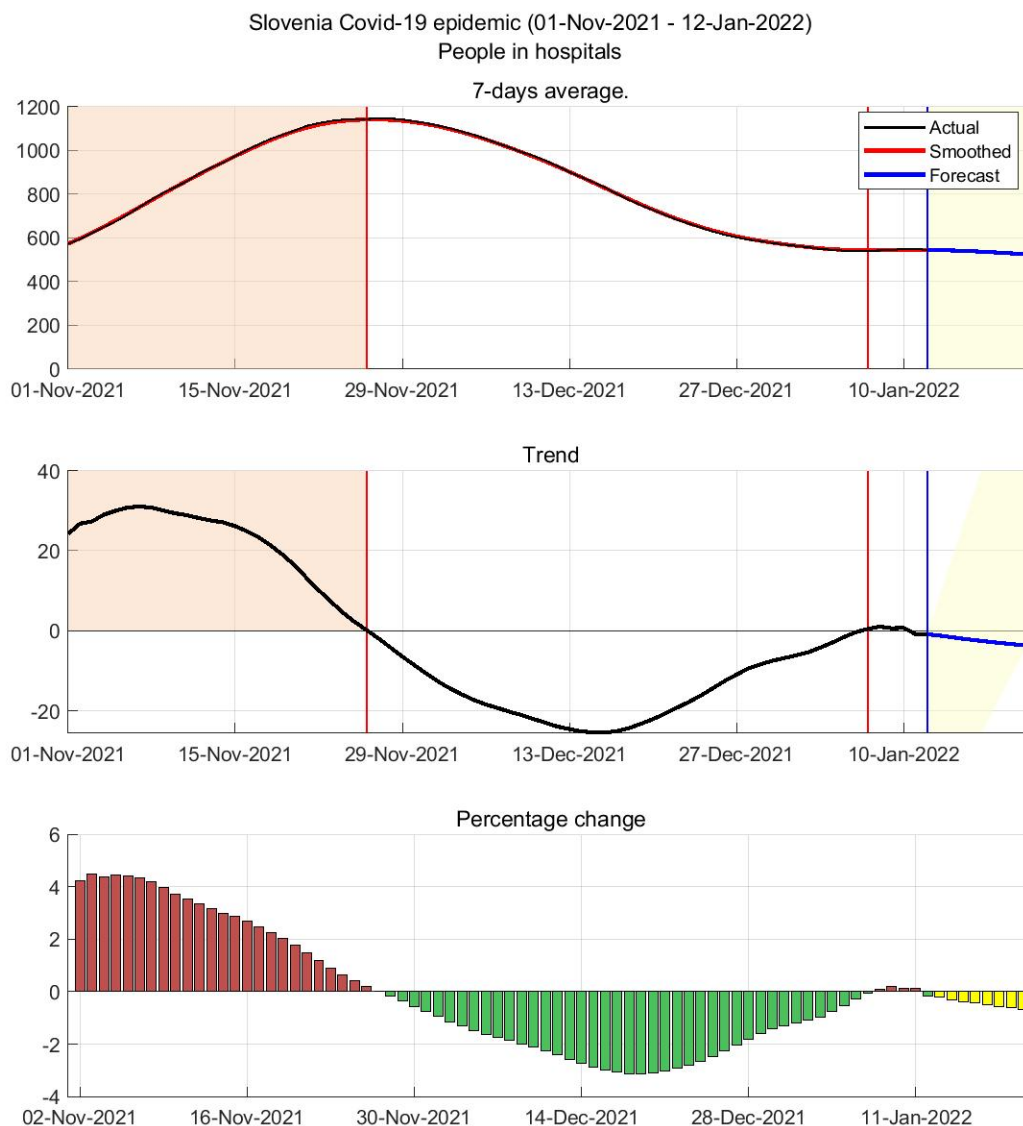 Slovenia Covid-19 epidemic (01-Nov-2021 - 12-Jan-2022)
People in hospitals
7-days average.
1200
1000
800
600
400
200
0
Actual
Smoothed
Forecast
01-Nov-2021 15-Nov-2021 29-Nov-2021 13-Dec-2021 27-Dec-2021 10-Jan-2022
Trend
40
20
0
-20
01-Nov-2021 15-Nov-2021 29-Nov-2021 13-Dec-2021 27-Dec-2021 10-Jan-2022
Percentage change
6
4
2
0
-2
-4
02-Nov-2021 16-Nov-2021 30-Nov-2021 14-Dec-2021 28-Dec-2021 11-Jan-2022